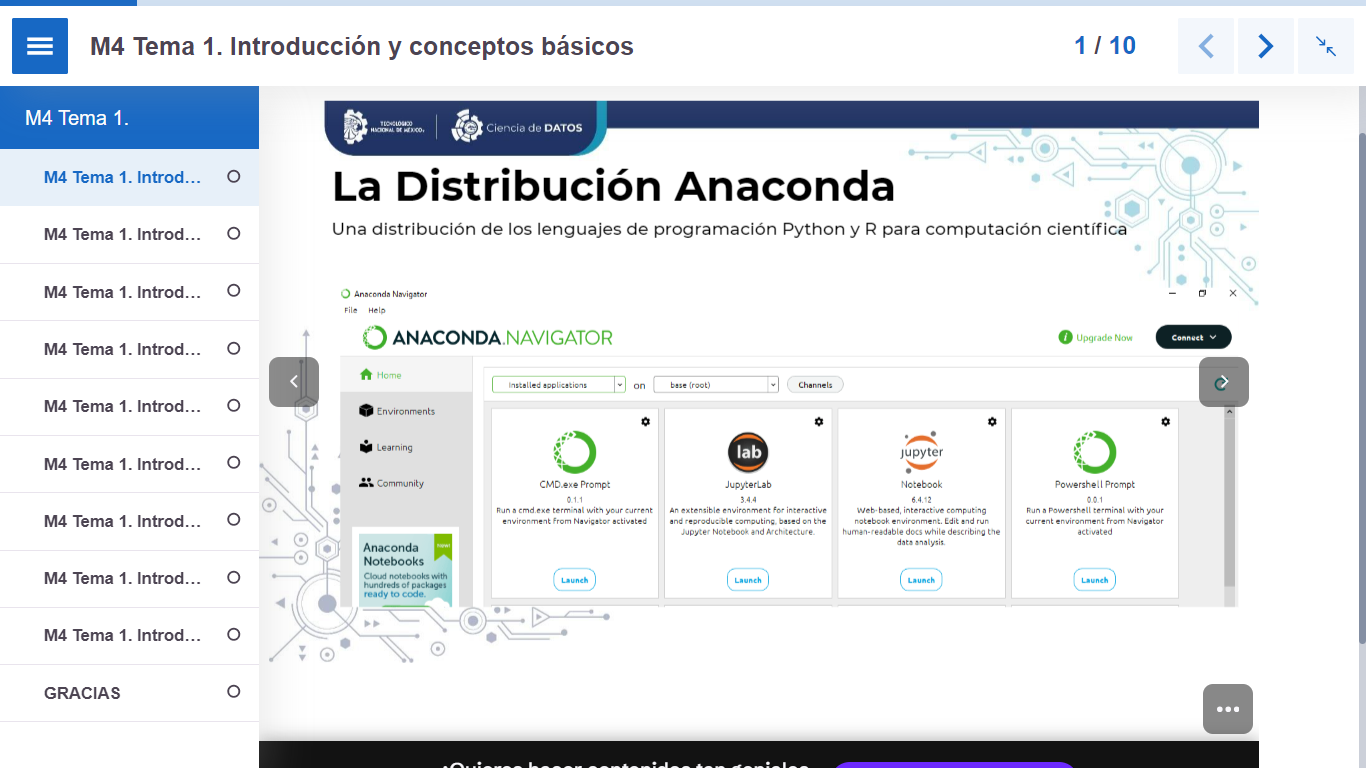 M4 Tema 1. Introducción y conceptos básicos
1 / 10
M4 Tema 1.
M4 Tema 1. Introd...
M4 Tema 1. Introd...
M4 Tema 1. Introd...
M4 Tema 1. Introd...
M4 Tema 1. Introd...
M4 Tema 1. Introd...
M4 Tema 1. Introd...
M4 Tema 1. Introd...
M4 Tema 1. Introd...
GRACIAS
TECNOLÓGICO
NACIONAL DE MÉXICO
Ciencia de DATOS
La Distribución Anaconda
Una distribución de los lenguajes de programación Python y R para computación científica
Anaconda Navigator
File Help
ANACONDA.NAVIGATOR
Upgrade Now
Connect
Home
Environments
Learning
Community
Anaconda
Notebooks
Cloud notebooks with
hundreds of packages
ready to code.
Installed applications
on
base (root)
Channels
CMD.exe Prompt
0.1.1
Run a cmd.exe terminal with your current
environment from Navigator activated
Launch
lab
JupyterLab
3.4.4
An extensible environment for interactive
and reproducible computing, based on the
Jupyter Notebook and Architecture.
Launch
jupyter
Notebook
6.4.12
Web-based, interactive computing
notebook environment. Edit and run
human-readable docs while describing the
data analysis.
Launch
Powershell Prompt
0.0.1
Run a Powershell terminal with your
current environment from Navigator
activated
Launch
¿Quieres hacer contenidos tan geniales